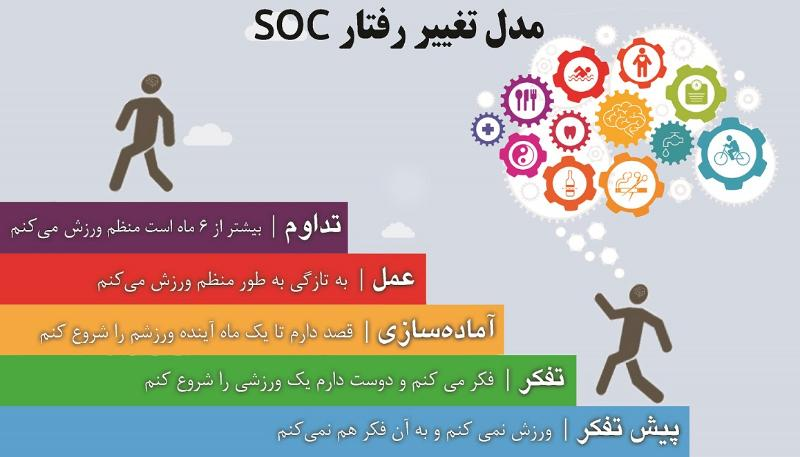 مدل تغییر رفتار SOC
تداوم | بیشتر از ۶ ماه است منظم ورزش می‌کنم
عمل | به تازگی به طور منظم ورزش می‌کنم
آماده‌سازی | قصد دارم تا یک ماه آینده ورزشم را شروع کنم
تفکر | فکر می کنم و دوست دارم یک ورزشی را شروع کنم
پیش تفکر | ورزش نمی کنم و به آن فکر هم نمی‌کنم